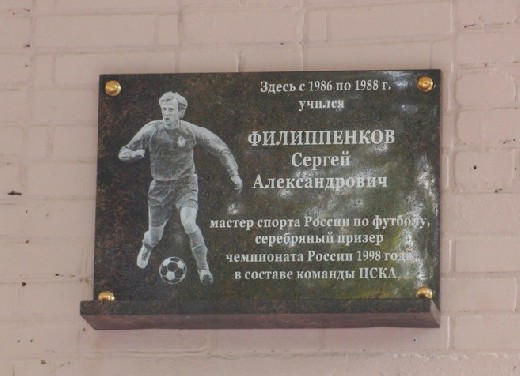 Здесь с 1986 по 1988 г.
учился
ФИЛИППЕНКОВ
Сергей
Александрович
мастер спорта России по футболу,
серебряный призер
чемпионата России 1998 года
в составе команды ЦСКА.